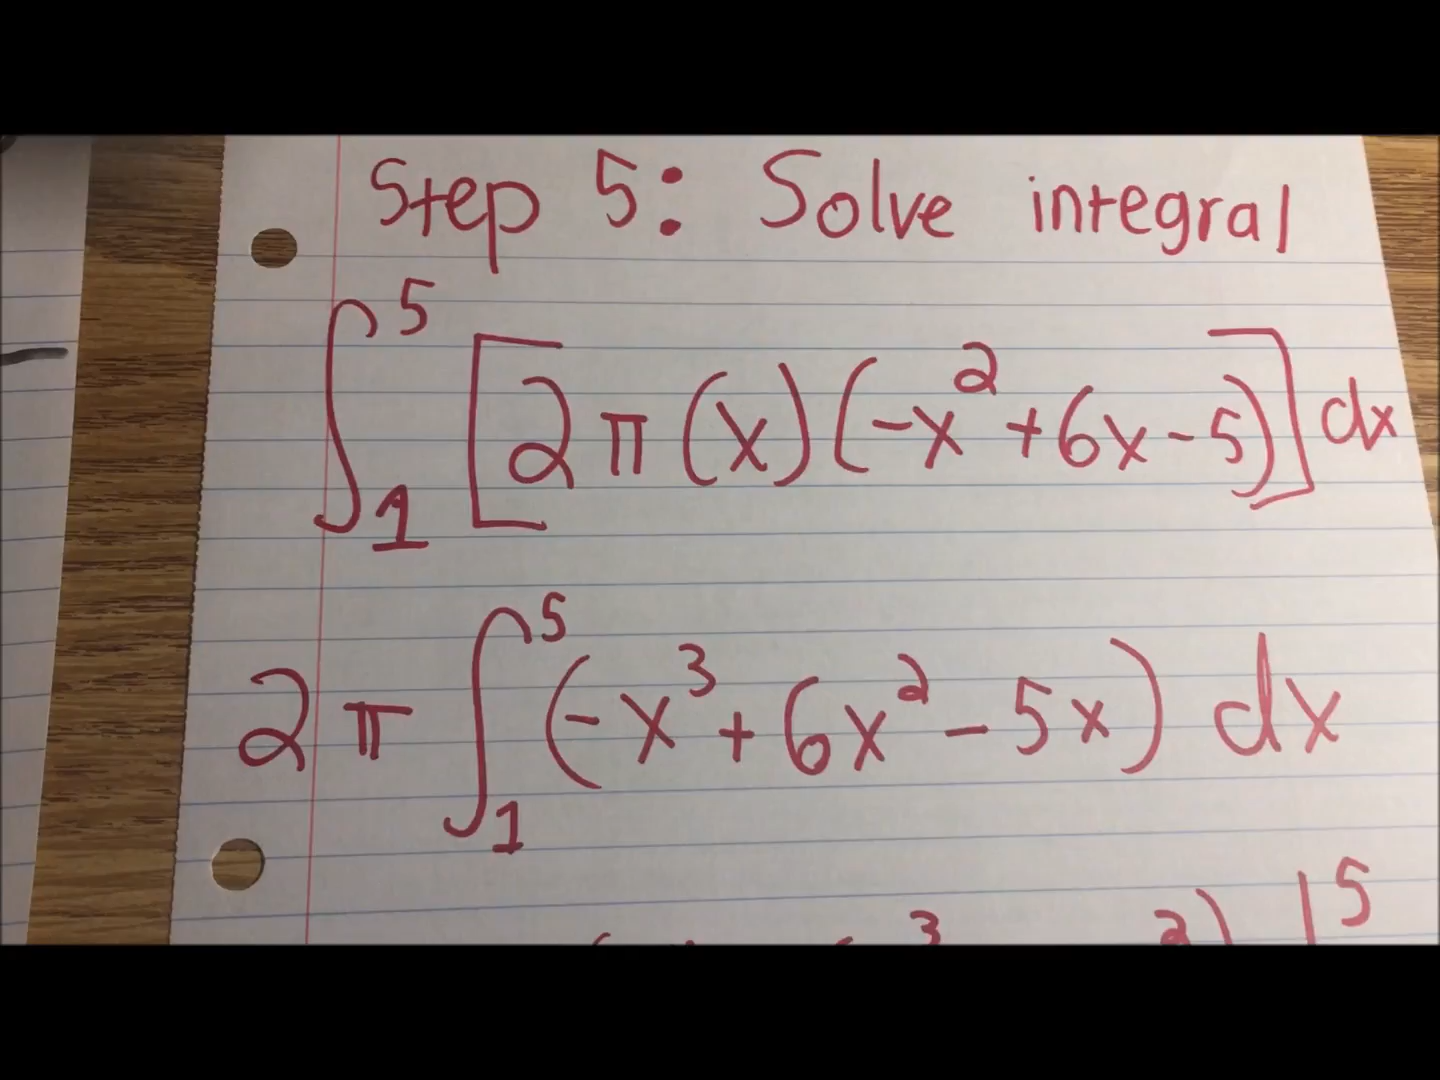 Step 5: Solve integral
∫₁⁵ [2π(x)(-x²+6x-5)]dx
2π ∫₁⁵ (-x³+6x²-5x) dx